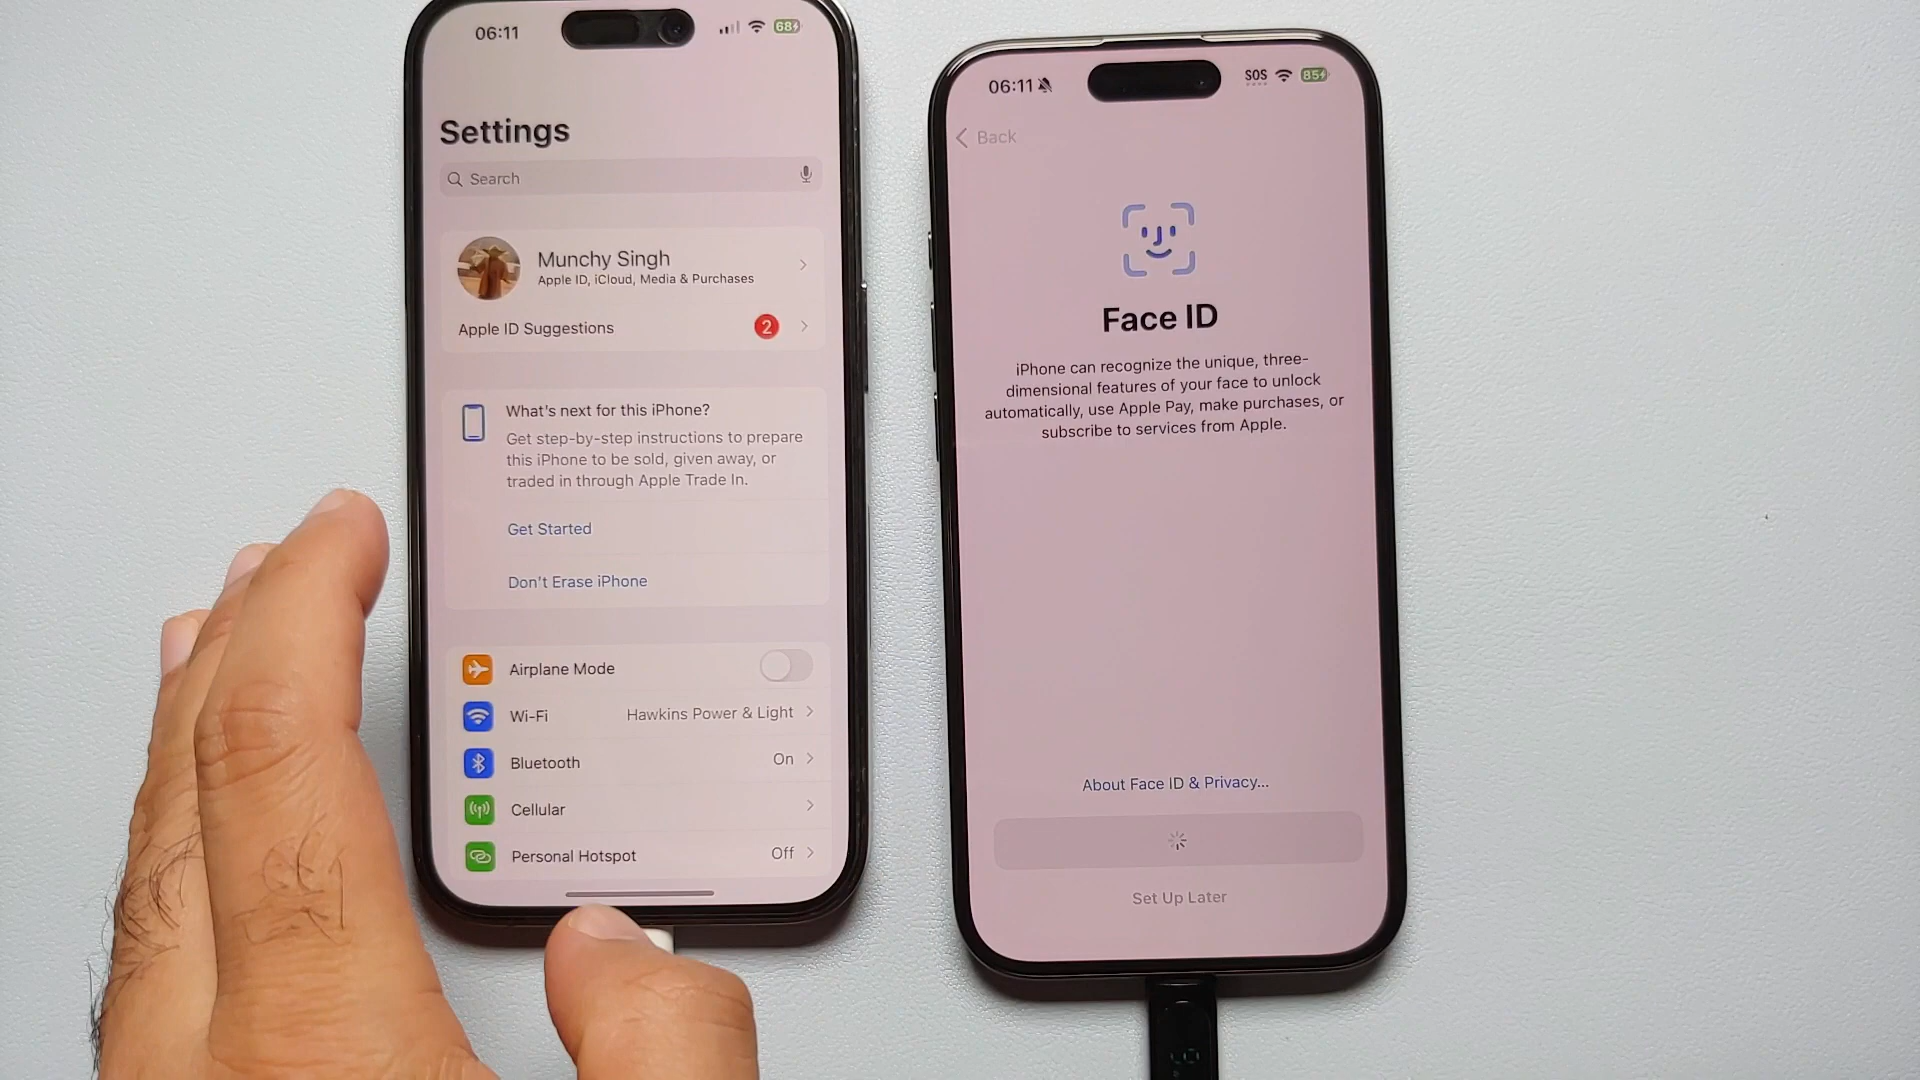 06:11
68
Settings
Search
Munchy Singh
Apple ID, iCloud, Media & Purchases
Apple ID Suggestions
2
What's next for this iPhone?
Get step-by-step instructions to prepare
this iPhone to be sold, given away, or
traded in through Apple Trade In.
Get Started
Don't Erase iPhone
Airplane Mode
Wi-Fi
Hawkins Power & Light
Bluetooth
On
Cellular
Personal Hotspot
Off
06:11
SOS
85
Back
Face ID
iPhone can recognize the unique, three-
dimensional features of your face to unlock
automatically, use Apple Pay, make purchases, or
subscribe to services from Apple.
About Face ID & Privacy...
Set Up Later